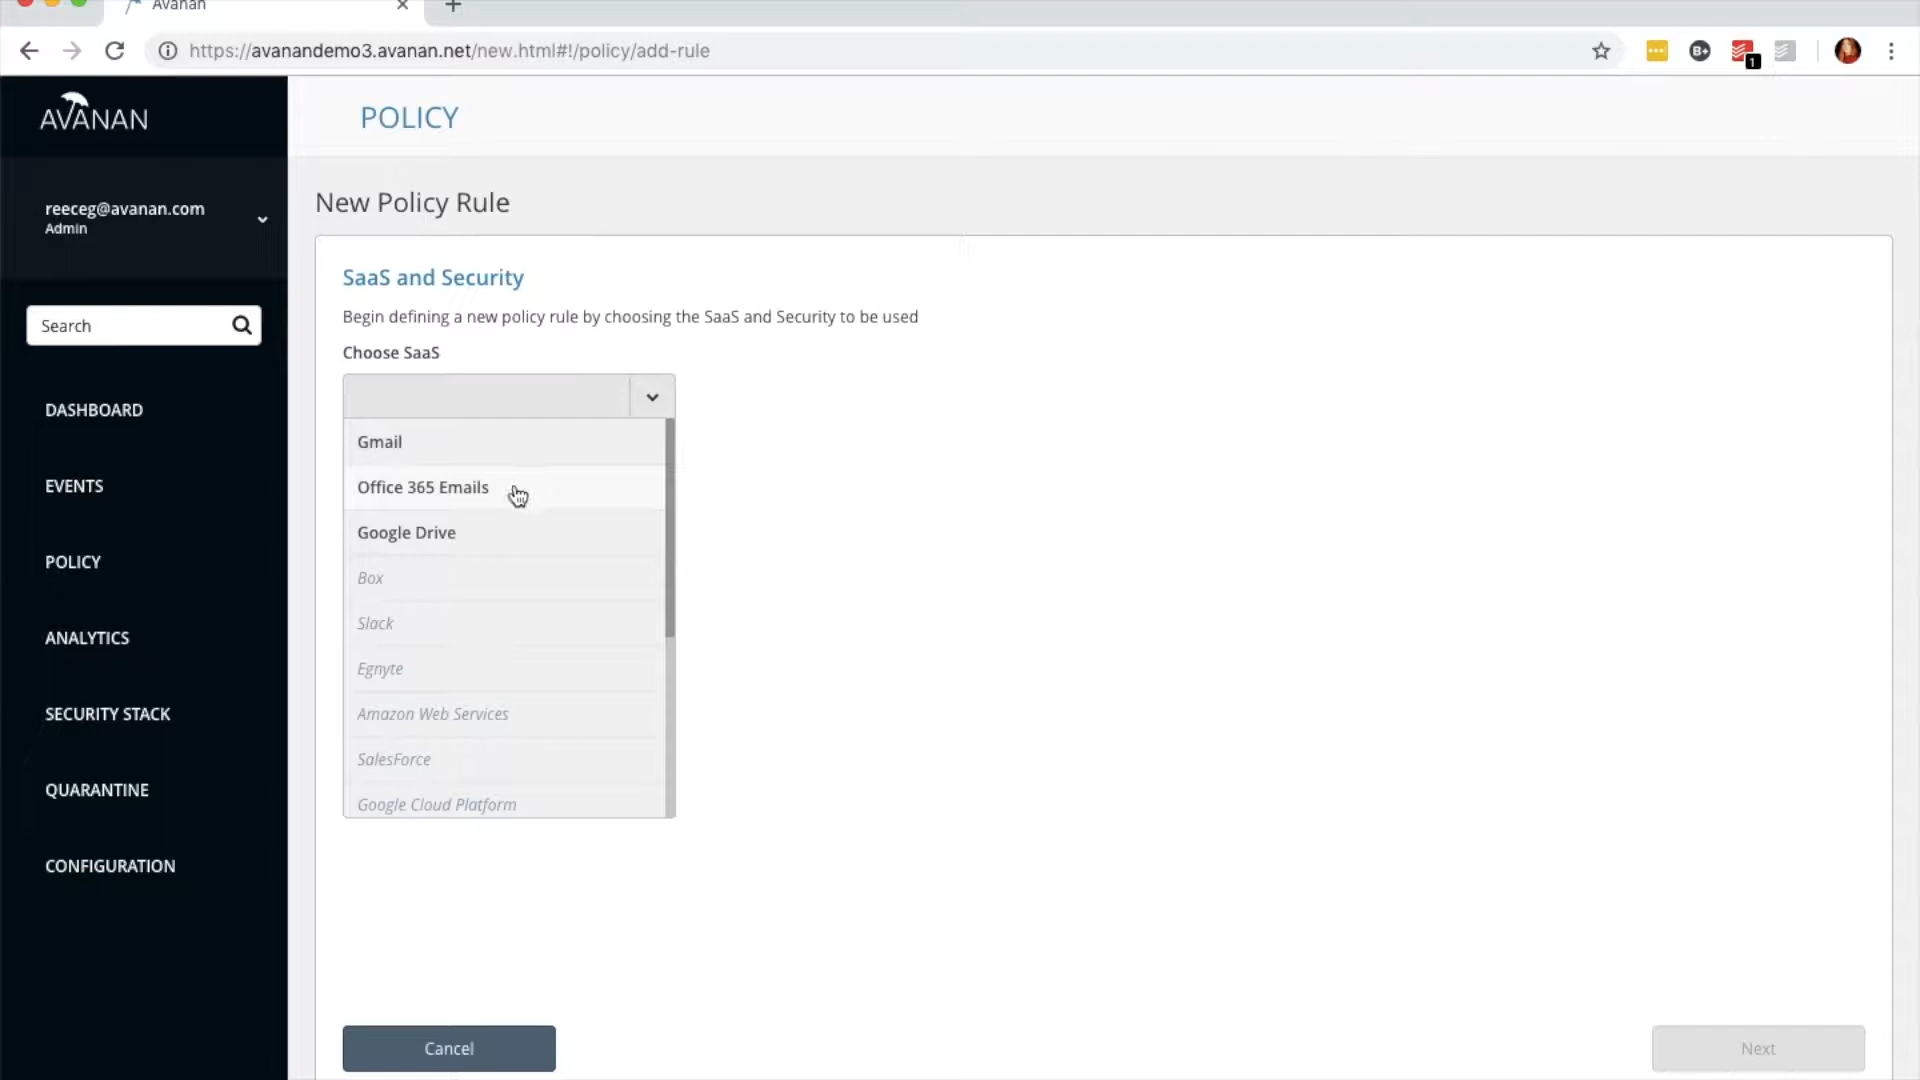 Avanan
https://avanandemo3.avanan.net/new.html#!/policy/add-rule
B+
1
AVANAN
POLICY
reeceg@avanan.com
Admin
Search
DASHBOARD
EVENTS
POLICY
ANALYTICS
SECURITY STACK
QUARANTINE
CONFIGURATION
New Policy Rule
SaaS and Security
Begin defining a new policy rule by choosing the SaaS and Security to be used
Choose SaaS
Gmail
Office 365 Emails
Google Drive
Box
Slack
Egnyte
Amazon Web Services
SalesForce
Google Cloud Platform
Cancel
Next